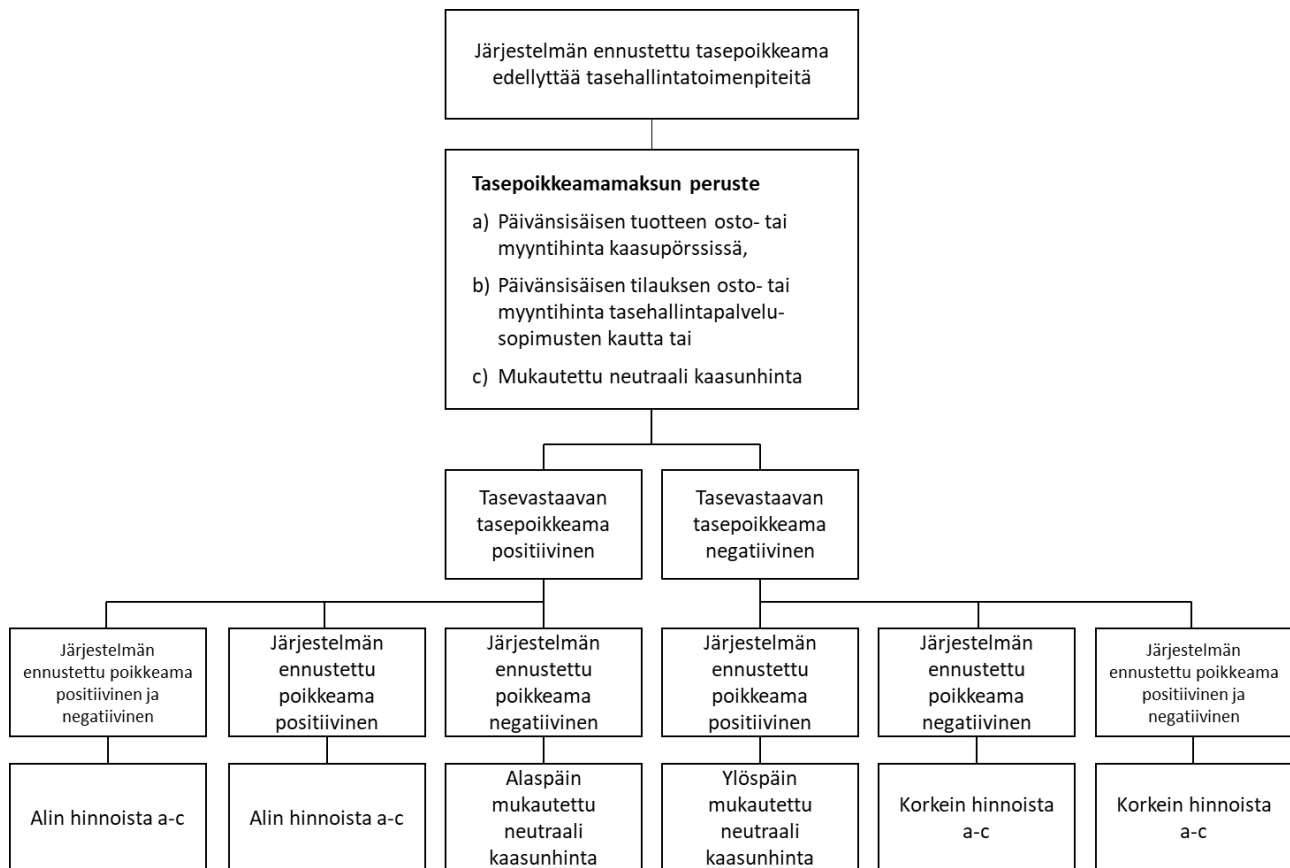 Järjestelmän ennustettu tasepoikkeama
edellyttää tasehallintatoimenpiteitä
Tasepoikkeamamaksun peruste
a) Päivänsisäisen tuotteen osto- tai
myyntihinta kaasupörssissä,
b) Päivänsisäisen tilauksen osto- tai
myyntihinta tasehallintapalvelu-
sopimusten kautta tai
c) Mukautettu neutraali kaasunhinta
Tasevastaavan
tasepoikkeama
positiivinen
Tasevastaavan
tasepoikkeama
negatiivinen
Järjestelmän
ennustettu poikkeama
positiivinen ja
negatiivinen
Järjestelmän
ennustettu
poikkeama
positiivinen
Järjestelmän
ennustettu
poikkeama
negatiivinen
Järjestelmän
ennustettu
poikkeama
positiivinen
Järjestelmän
ennustettu
poikkeama
negatiivinen
Järjestelmän
ennustettu poikkeama
positiivinen ja
negatiivinen
Alin hinnoista a-c
Alin hinnoista a-c
Alaspäin
mukautettu
neutraali
kaasunhinta
Ylöspäin
mukautettu
neutraali
kaasunhinta
Korkein hinnoista
a-c
Korkein hinnoista
a-c